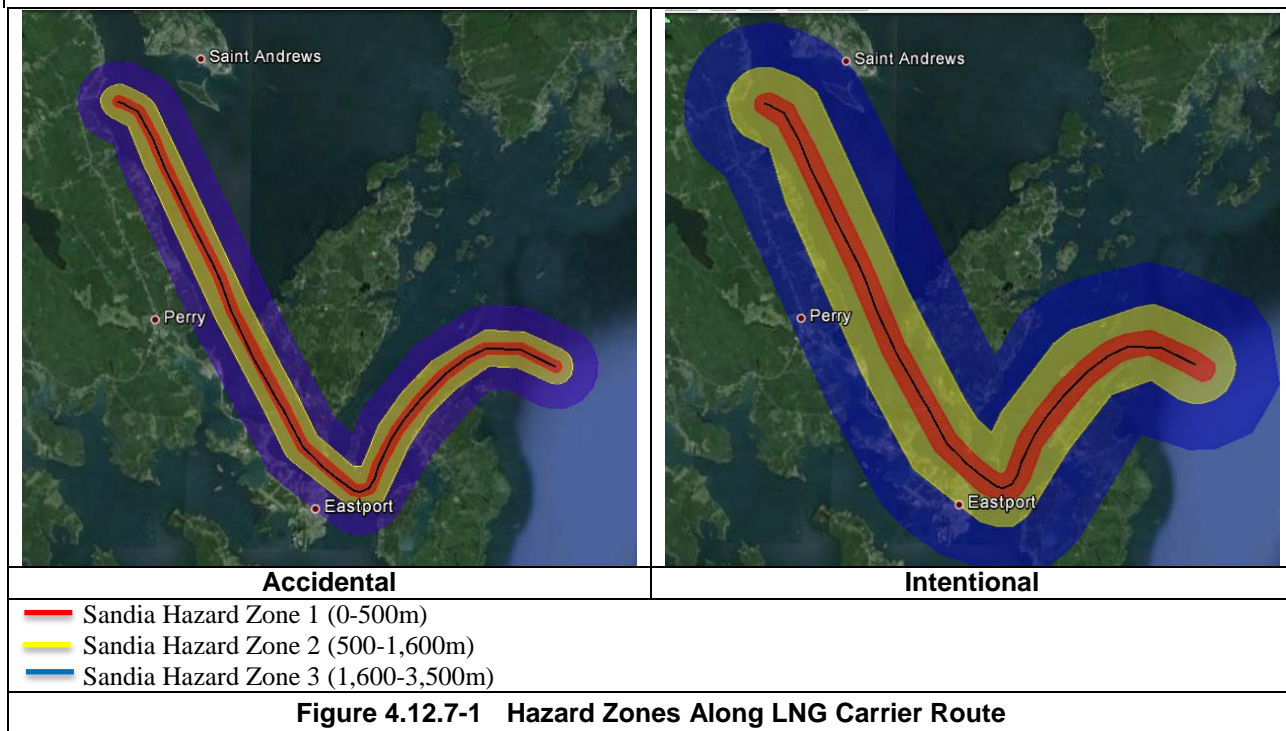 Saint Andrews
Perry
Eastport
Saint Andrews
Perry
Eastport
Accidental
Intentional
Sandia Hazard Zone 1 (0-500m)
Sandia Hazard Zone 2 (500-1,600m)
Sandia Hazard Zone 3 (1,600-3,500m)
Figure 4.12.7-1 Hazard Zones Along LNG Carrier Route